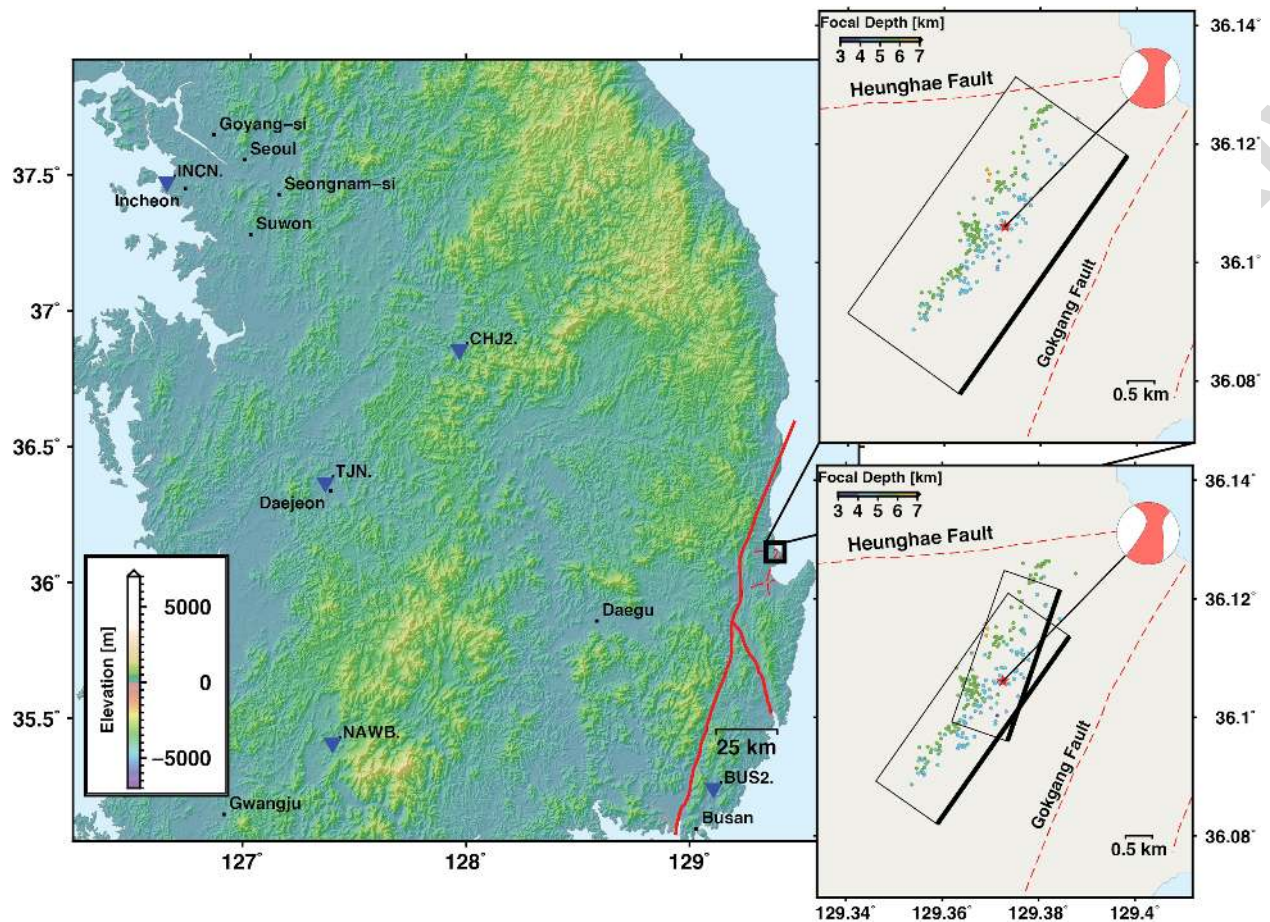 Goyang-si
Seoul
INCN.
Incheon
Seongnam-si
Suwon
CHJ2.
TJN.
Daejeon
Daegu
NAWB.
Gwangju
25 km
BUS2.
Busan
37.5°
37°
36.5°
36°
35.5°
127°
128°
129°
Elevation [m]
5000
0
-5000
Focal Depth [km]
3 4 5 6 7
Heunghae Fault
Gokgang Fault
0.5 km
36.14°
36.12°
36.1°
36.08°
Focal Depth [km]
3 4 5 6 7
Heunghae Fault
Gokgang Fault
0.5 km
36.14°
36.12°
36.1°
36.08°
129.34° 129.36° 129.38° 129.4°